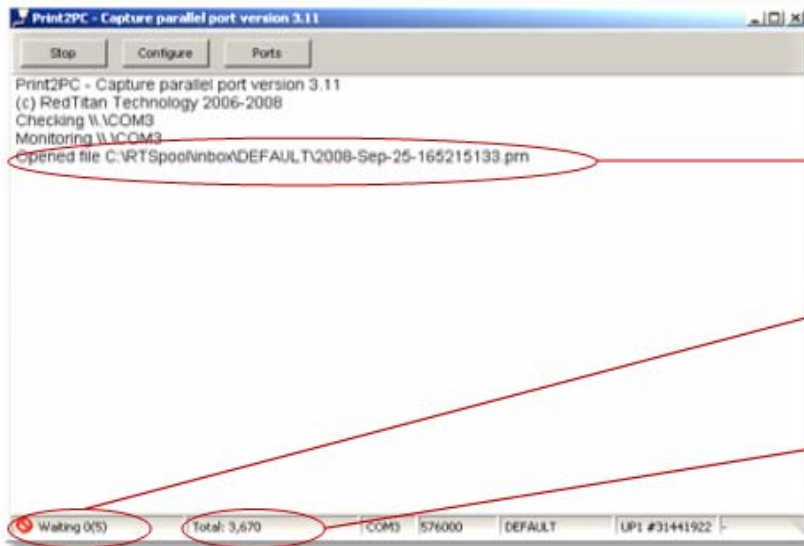 Print2PC - Capture parallel port version 3.11
Stop Configure Ports
Print2PC - Capture parallel port version 3.11
(c) RedTitan Technology 2006-2008
Checking \\.\COM3
Monitoring \\.\COM3
Opened file C:\RTSpool\inbox\DEFAULT\2008-Sep-25-165215133.prn
Waiting 0(5) Total: 3,670 COM3 576000 DEFAULT UP1 #31441922 -